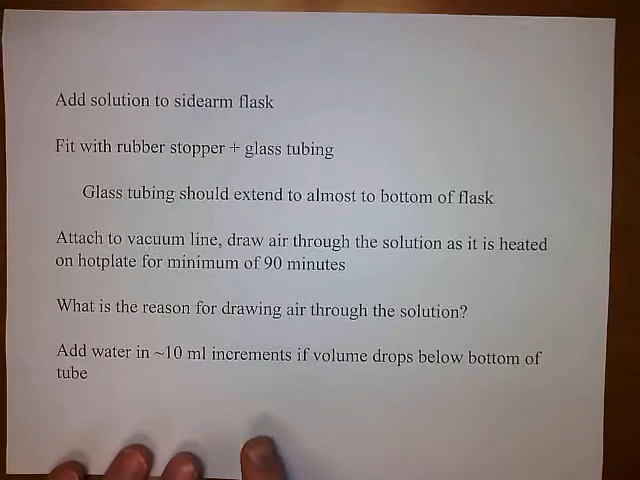 Add solution to sidearm flask
Fit with rubber stopper + glass tubing
Glass tubing should extend to almost to bottom of flask
Attach to vacuum line, draw air through the solution as it is heated
on hotplate for minimum of 90 minutes
What is the reason for drawing air through the solution?
Add water in ~10 ml increments if volume drops below bottom of
tube